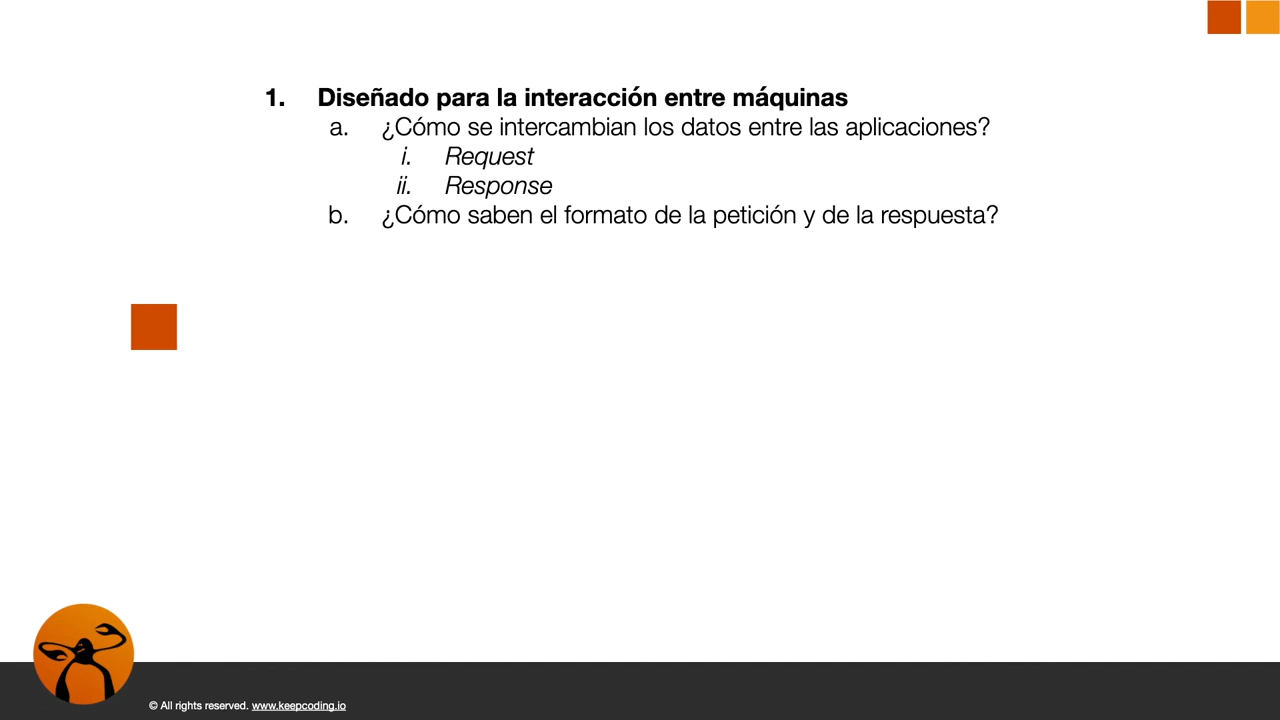 1. Diseñado para la interacción entre máquinas
a. ¿Cómo se intercambian los datos entre las aplicaciones?
i. Request
ii. Response
b. ¿Cómo saben el formato de la petición y de la respuesta?
© All rights reserved. www.keepcoding.io